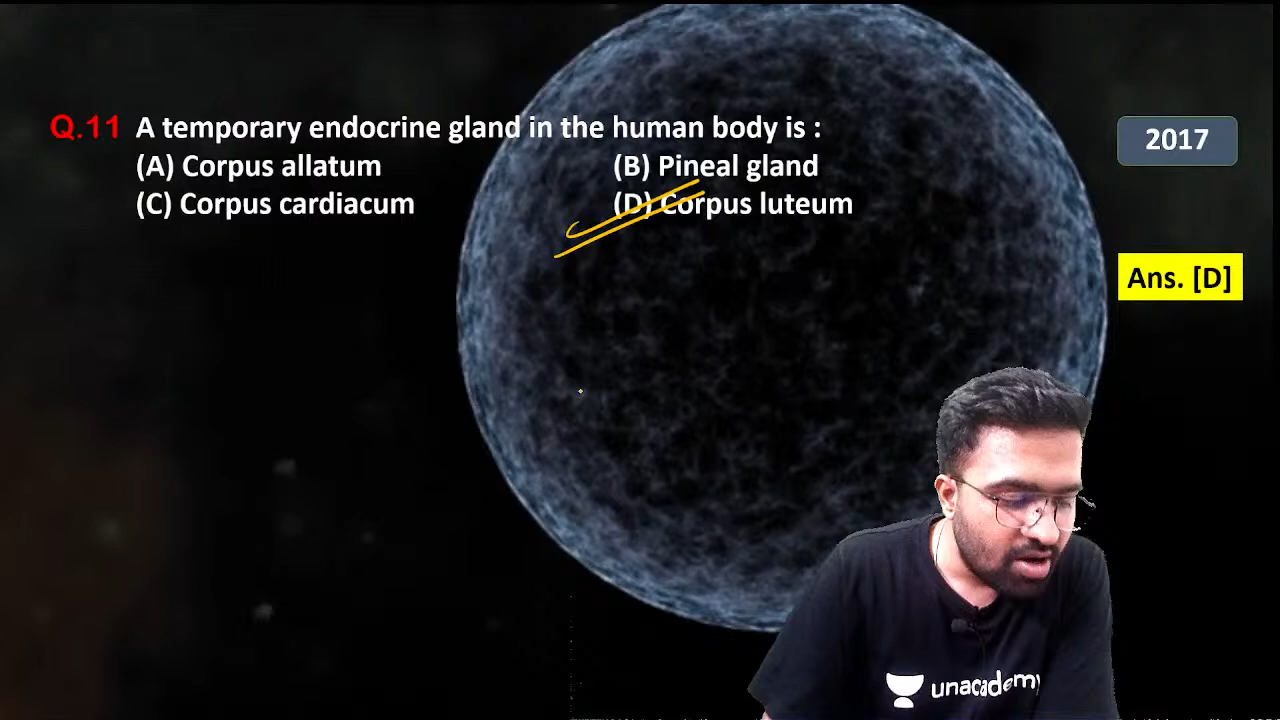 Q.11 A temporary endocrine gland in the human body is :
(A) Corpus allatum (B) Pineal gland
(C) Corpus cardiacum (D) Corpus luteum
2017
Ans. [D]
unacademy